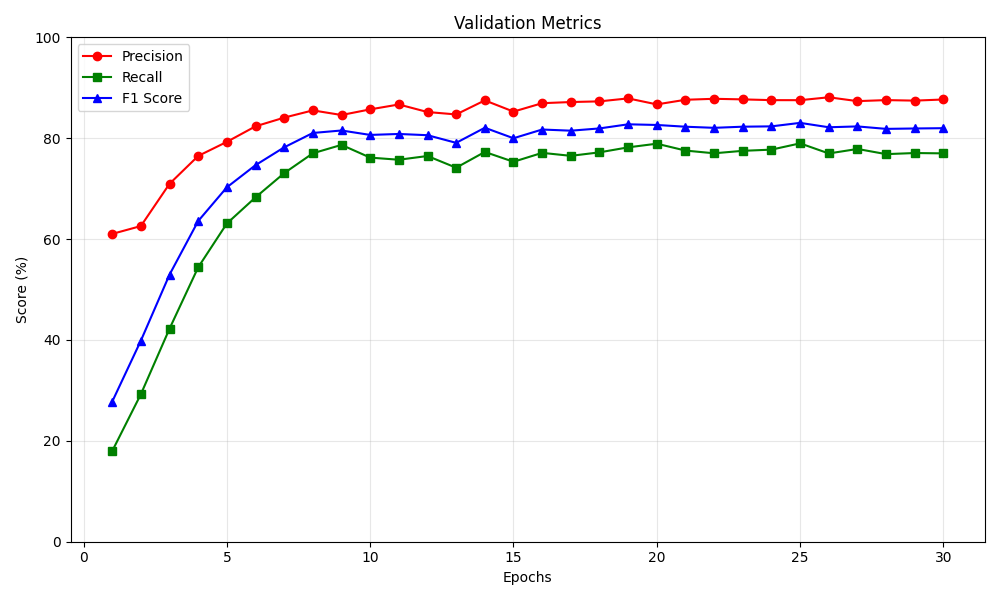 Validation Metrics
Precision
Recall
F1 Score
Score (%)
100
80
60
40
20
0
0 5 10 15 20 25 30
Epochs